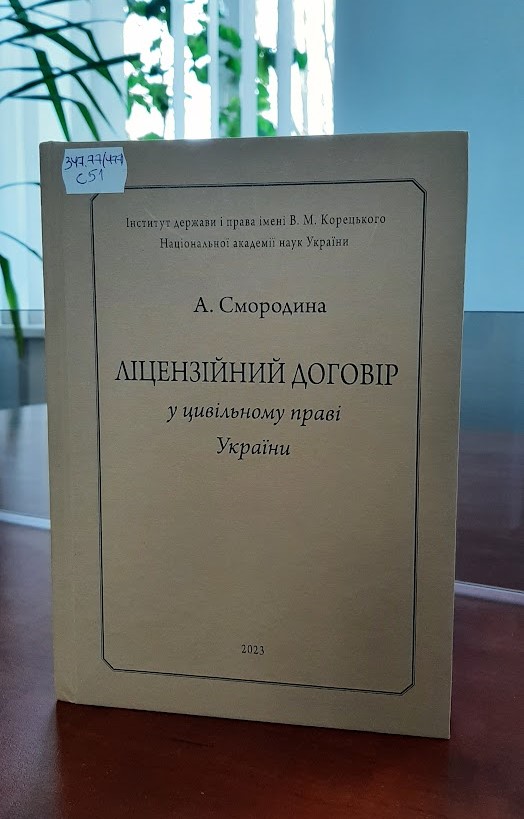 347.77(477)
С51
Інститут держави і права імені В. М. Корецького
Національної академії наук України
А. Смородина
ЛІЦЕНЗІЙНИЙ ДОГОВІР
у цивільному праві
України
2023